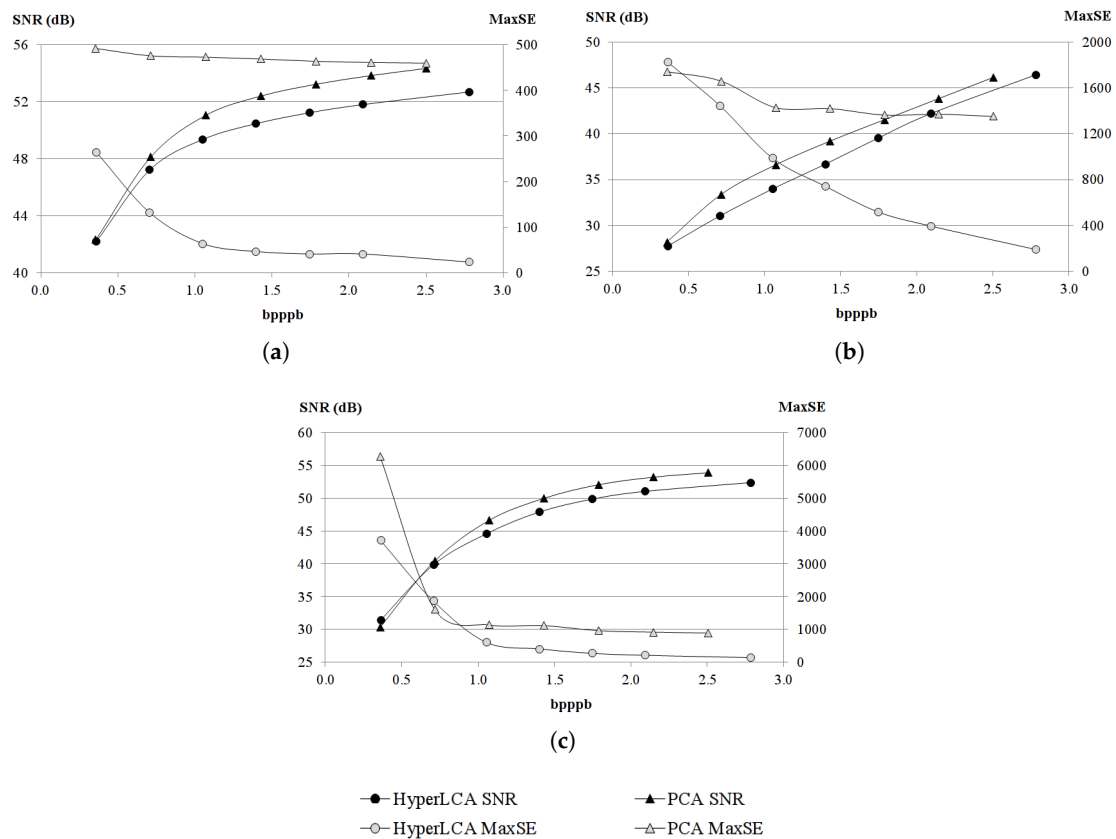 SNR (dB) MaxSE
56 500
52 400
48 300
44 200
40 100
0
0.0 0.5 1.0 1.5 2.0 2.5 3.0
bpppb
(a)
SNR (dB) MaxSE
50 2000
45 1600
40 1200
35 800
30 400
25 0
0.0 0.5 1.0 1.5 2.0 2.5 3.0
bpppb
(b)
SNR (dB) MaxSE
60 7000
55 6000
50 5000
45 4000
40 3000
35 2000
30 1000
25 0
0.0 0.5 1.0 1.5 2.0 2.5 3.0
bpppb
(c)
HyperLCA SNR PCA SNR
HyperLCA MaxSE PCA MaxSE